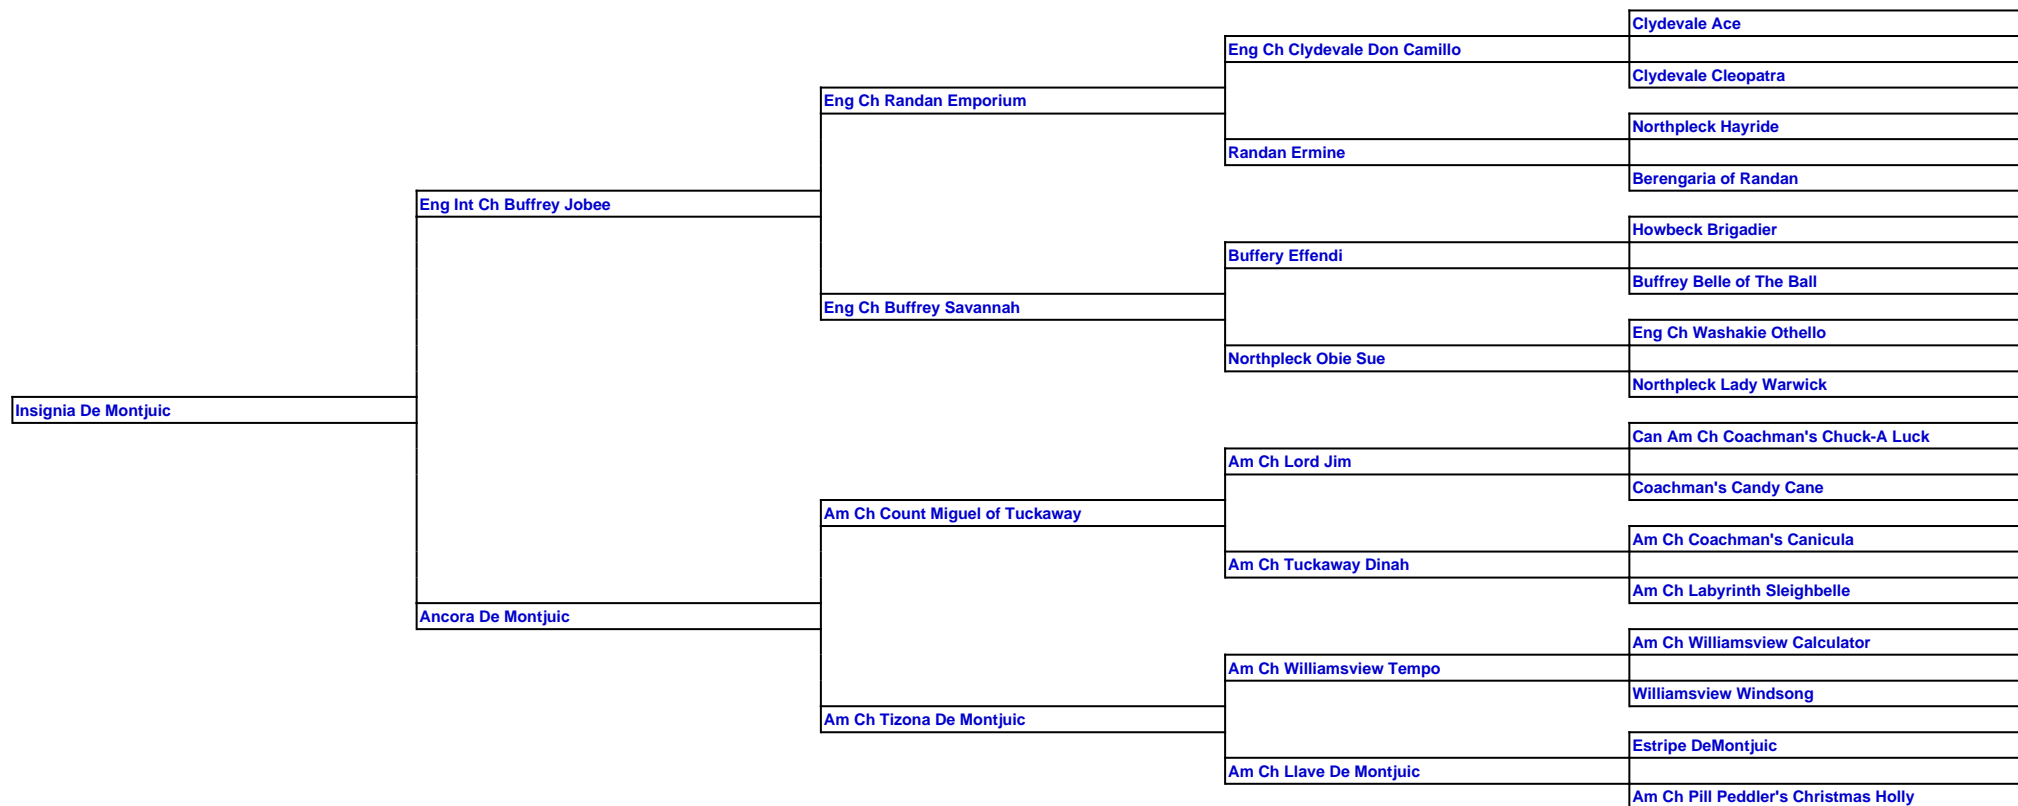 Clydevale Ace
Eng Ch Clydevale Don Camillo
Clydevale Cleopatra
Eng Ch Randan Emporium
Northpleck Hayride
Randan Ermine
Berengaria of Randan
Eng Int Ch Buffrey Jobee
Howbeck Brigadier
Buffery Effendi
Buffrey Belle of The Ball
Eng Ch Buffrey Savannah
Eng Ch Washakie Othello
Northpleck Obie Sue
Northpleck Lady Warwick
Insignia De Montjuic
Can Am Ch Coachman's Chuck-A Luck
Am Ch Lord Jim
Coachman's Candy Cane
Am Ch Count Miguel of Tuckaway
Am Ch Coachman's Canicula
Am Ch Tuckaway Dinah
Am Ch Labyrinth Sleighbelle
Ancora De Montjuic
Am Ch Williamsview Calculator
Am Ch Williamsview Tempo
Williamsview Windsong
Am Ch Tizona De Montjuic
Estripe DeMontjuic
Am Ch Llave De Montjuic
Am Ch Pill Peddler's Christmas Holly